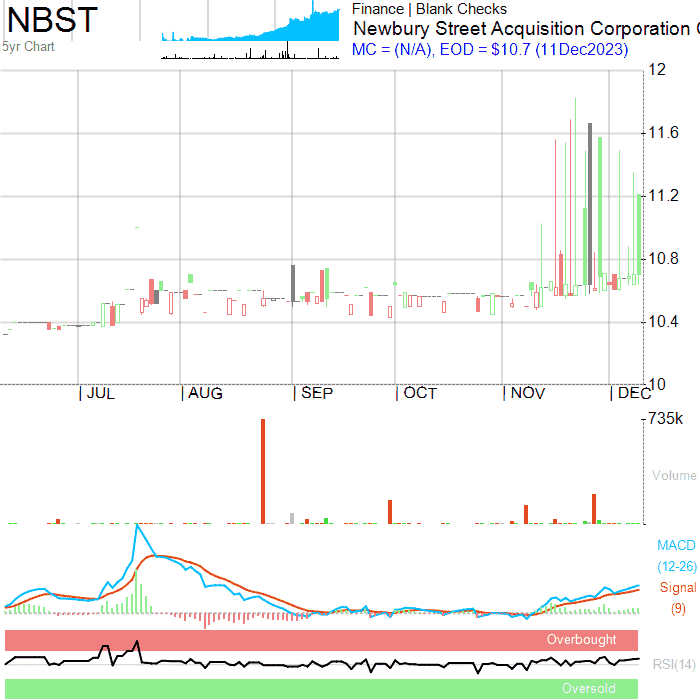 NBST
5yr Chart
Finance | Blank Checks
Newbury Street Acquisition Corporation
MC = (N/A), EOD = $10.7 (11Dec2023)
12
11.6
11.2
10.8
10.4
10
JUL AUG SEP OCT NOV DEC
735k
Volume
MACD
(12-26)
Signal
(9)
Overbought
RSI(14)
Oversold